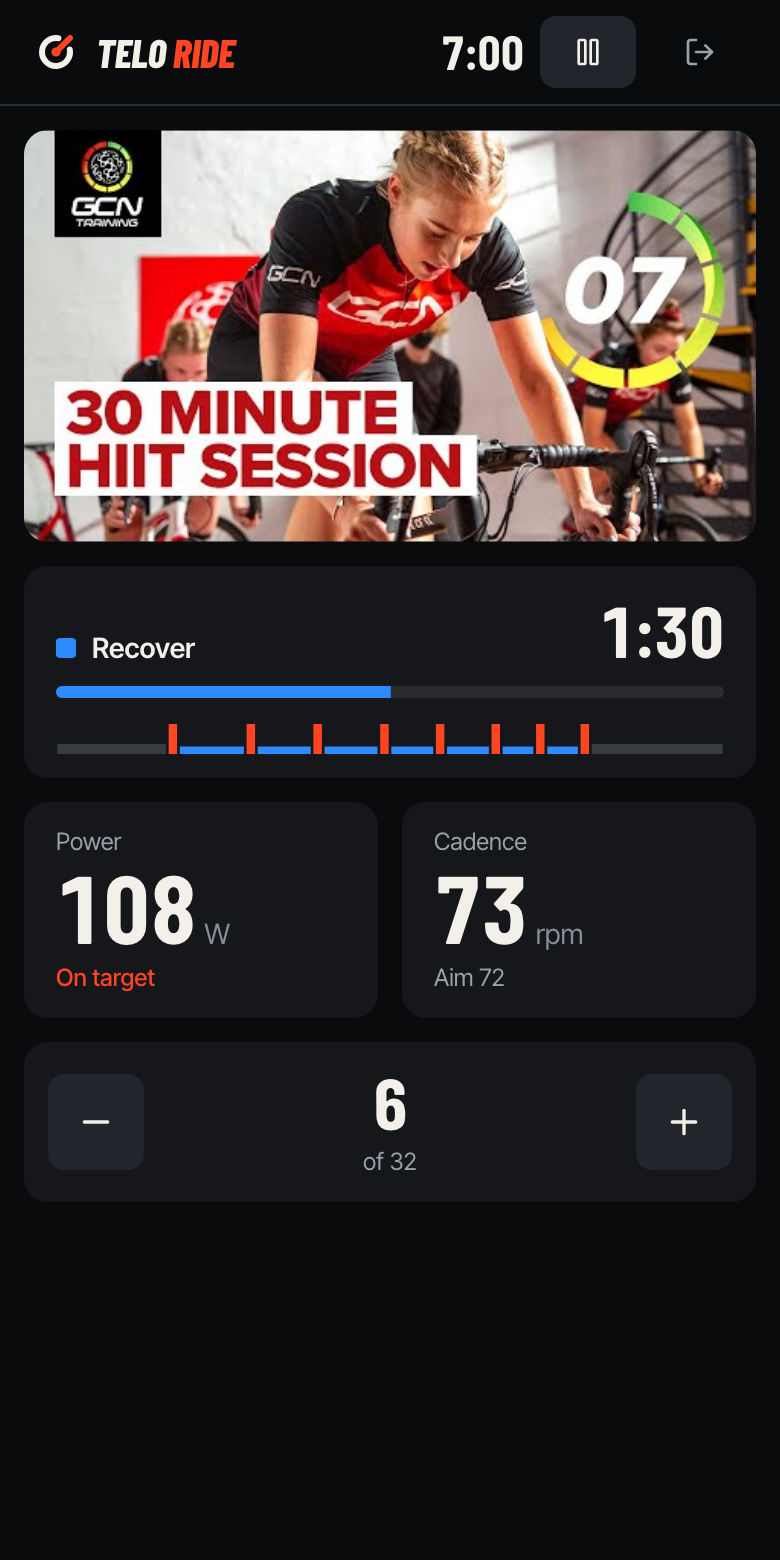 TELO RIDE
7:00
GCN
TRAINING
GCN
GCN
GCN
07
30 MINUTE
HIIT SESSION
Recover
1:30
Power
108 W
On target
Cadence
73 rpm
Aim 72
6
of 32